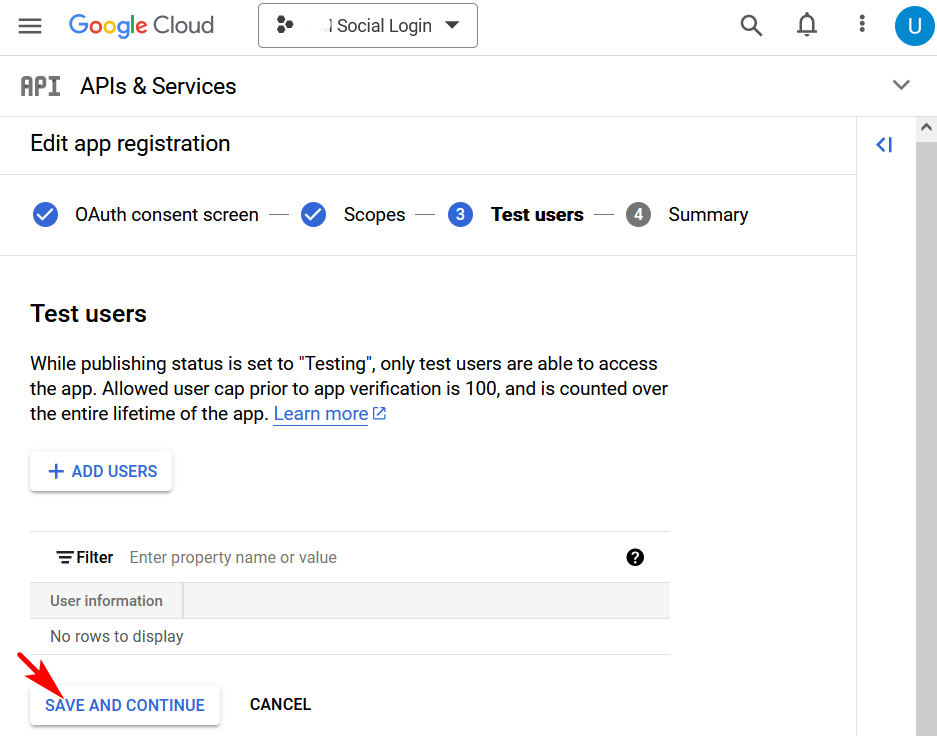 Google Cloud
Social Login
U
API APIs & Services
Edit app registration
OAuth consent screen — Scopes — 3 Test users — 4 Summary
Test users
While publishing status is set to "Testing", only test users are able to access
the app. Allowed user cap prior to app verification is 100, and is counted over
the entire lifetime of the app. Learn more
+ ADD USERS
Filter Enter property name or value
?
User information
No rows to display
SAVE AND CONTINUE CANCEL